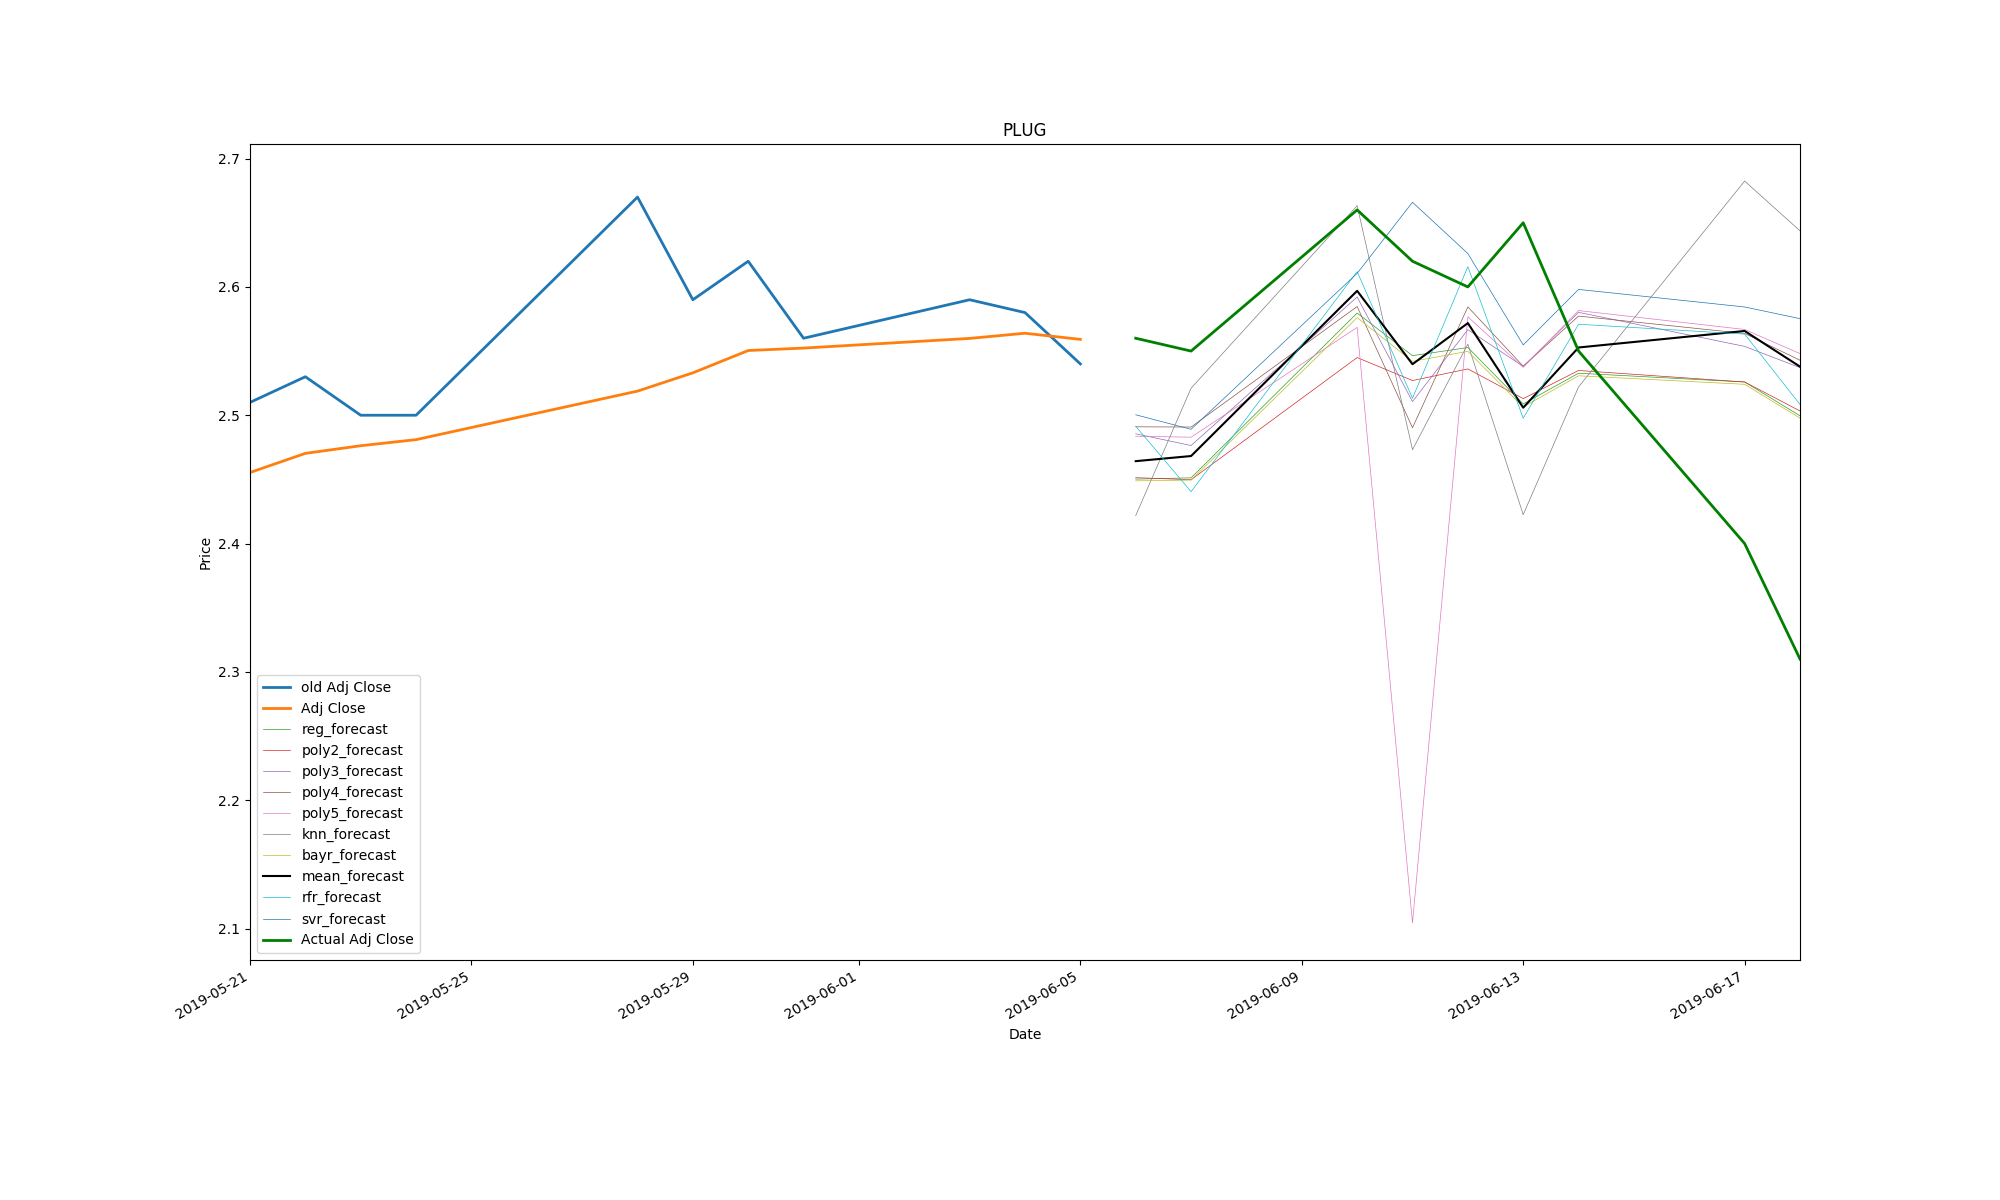 PLUG
2.7
2.6
2.5
2.4
2.3
2.2
2.1
Price
old Adj Close
Adj Close
reg_forecast
poly2_forecast
poly3_forecast
poly4_forecast
poly5_forecast
knn_forecast
bayr_forecast
mean_forecast
rfr_forecast
svr_forecast
Actual Adj Close
2019-05-21
2019-05-25
2019-05-29
2019-06-01
2019-06-05
2019-06-09
2019-06-13
2019-06-17
Date